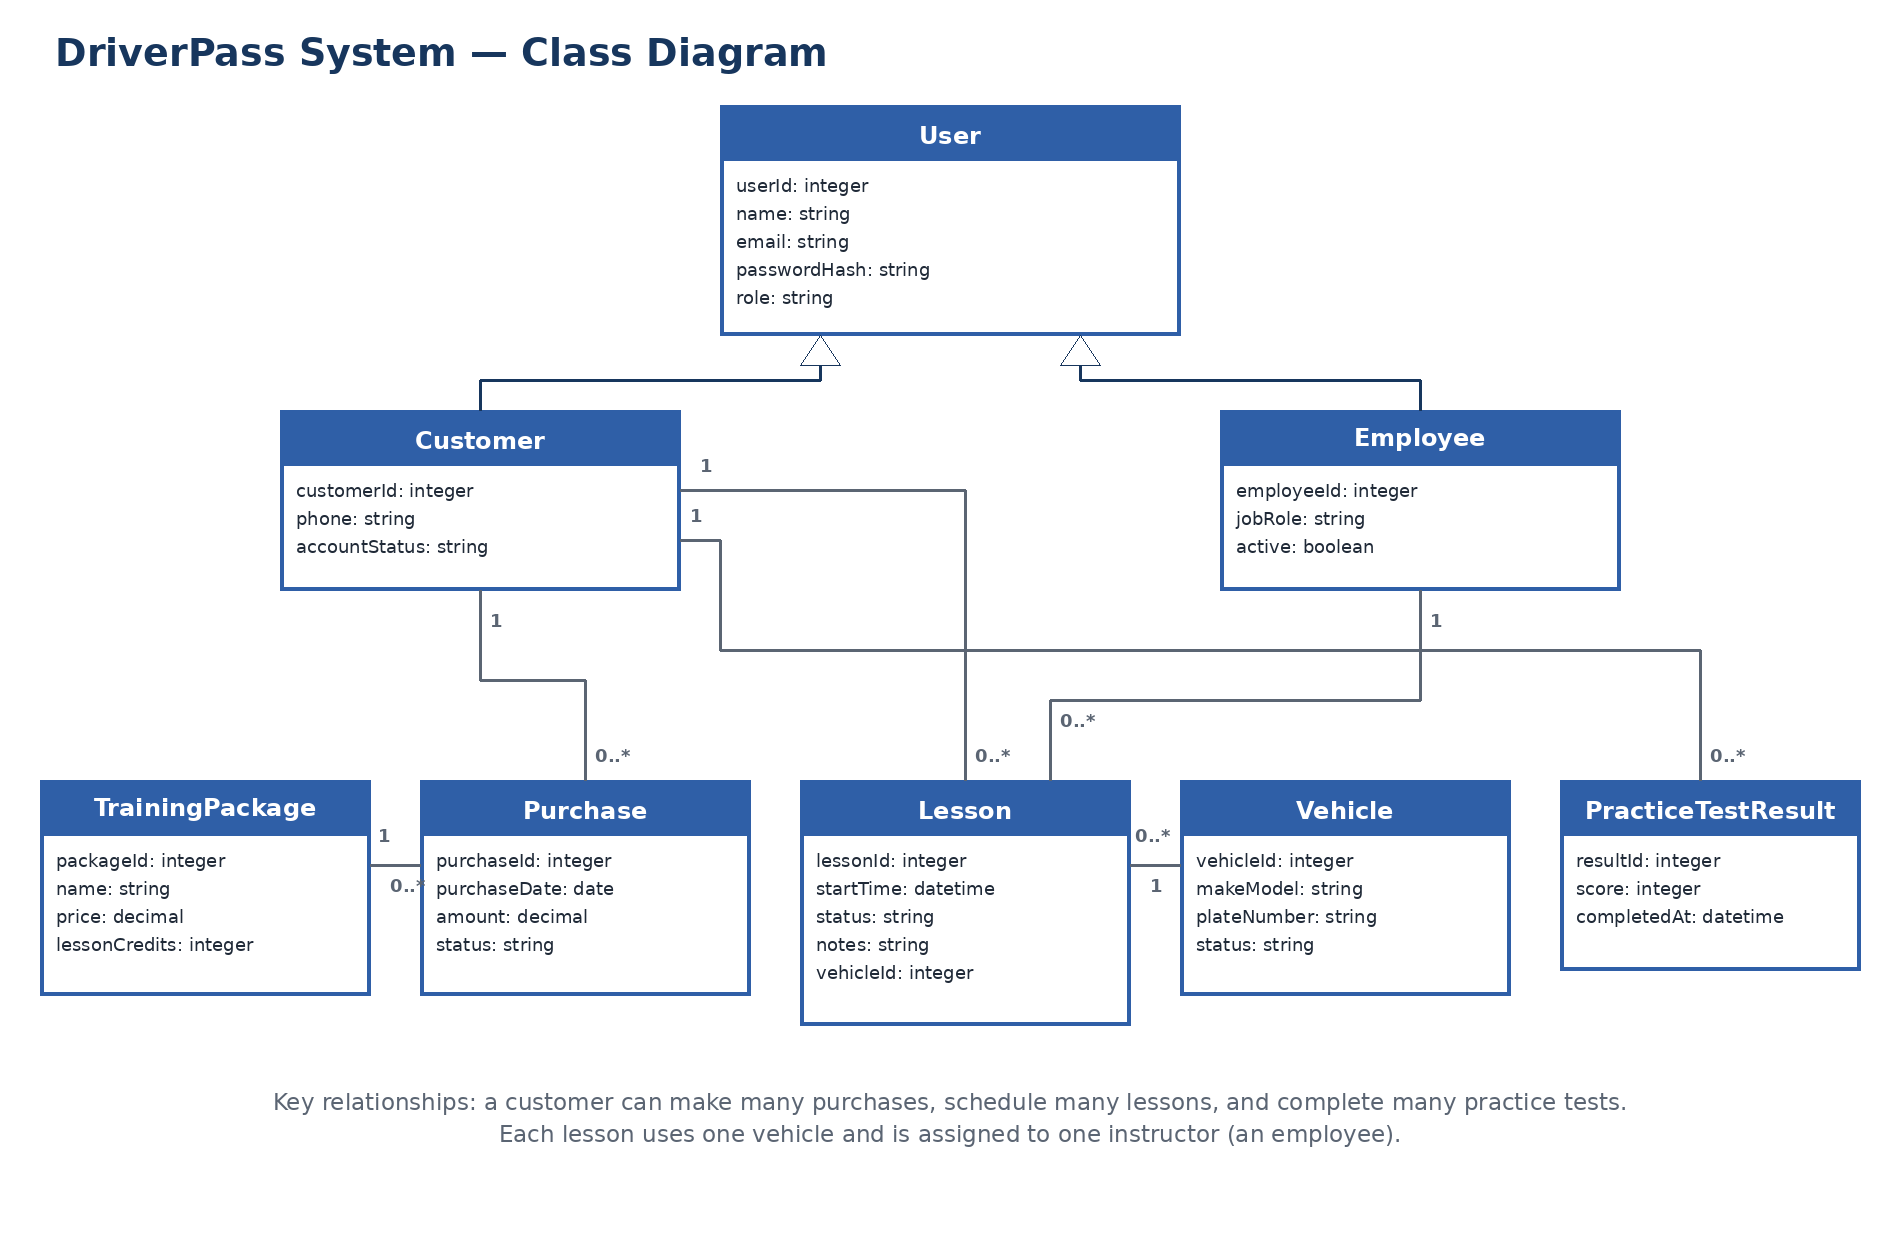 DriverPass System — Class Diagram
User
userId: integer
name: string
email: string
passwordHash: string
role: string
Customer
customerId: integer
phone: string
accountStatus: string
Employee
employeeId: integer
jobRole: string
active: boolean
1
1
1
1
0..*
0..*
0..*
0..*
TrainingPackage
packageId: integer
name: string
price: decimal
lessonCredits: integer
1
0..*
Purchase
purchaseId: integer
purchaseDate: date
amount: decimal
status: string
Lesson
lessonId: integer
startTime: datetime
status: string
notes: string
vehicleId: integer
0..*
1
Vehicle
vehicleId: integer
makeModel: string
plateNumber: string
status: string
PracticeTestResult
resultId: integer
score: integer
completedAt: datetime
Key relationships: a customer can make many purchases, schedule many lessons, and complete many practice tests.
Each lesson uses one vehicle and is assigned to one instructor (an employee).